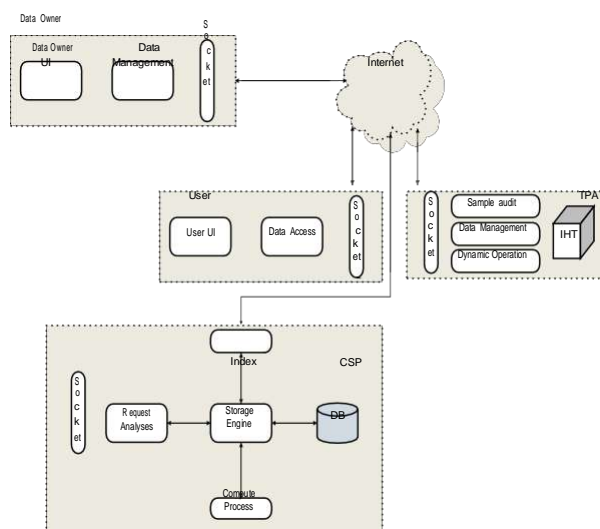 Data Owner
Data Owner
UI
Data
Management
S
o
c
k
et
Internet
User
User UI
Data Access
S
o
c
k
et
TPA
S
o
c
k
et
Sample audit
Data Management
Dynamic Operation
IHT
CSP
Index
S
o
c
k
et
R equest
Analyses
Storage
Engine
DB
Compute
Process